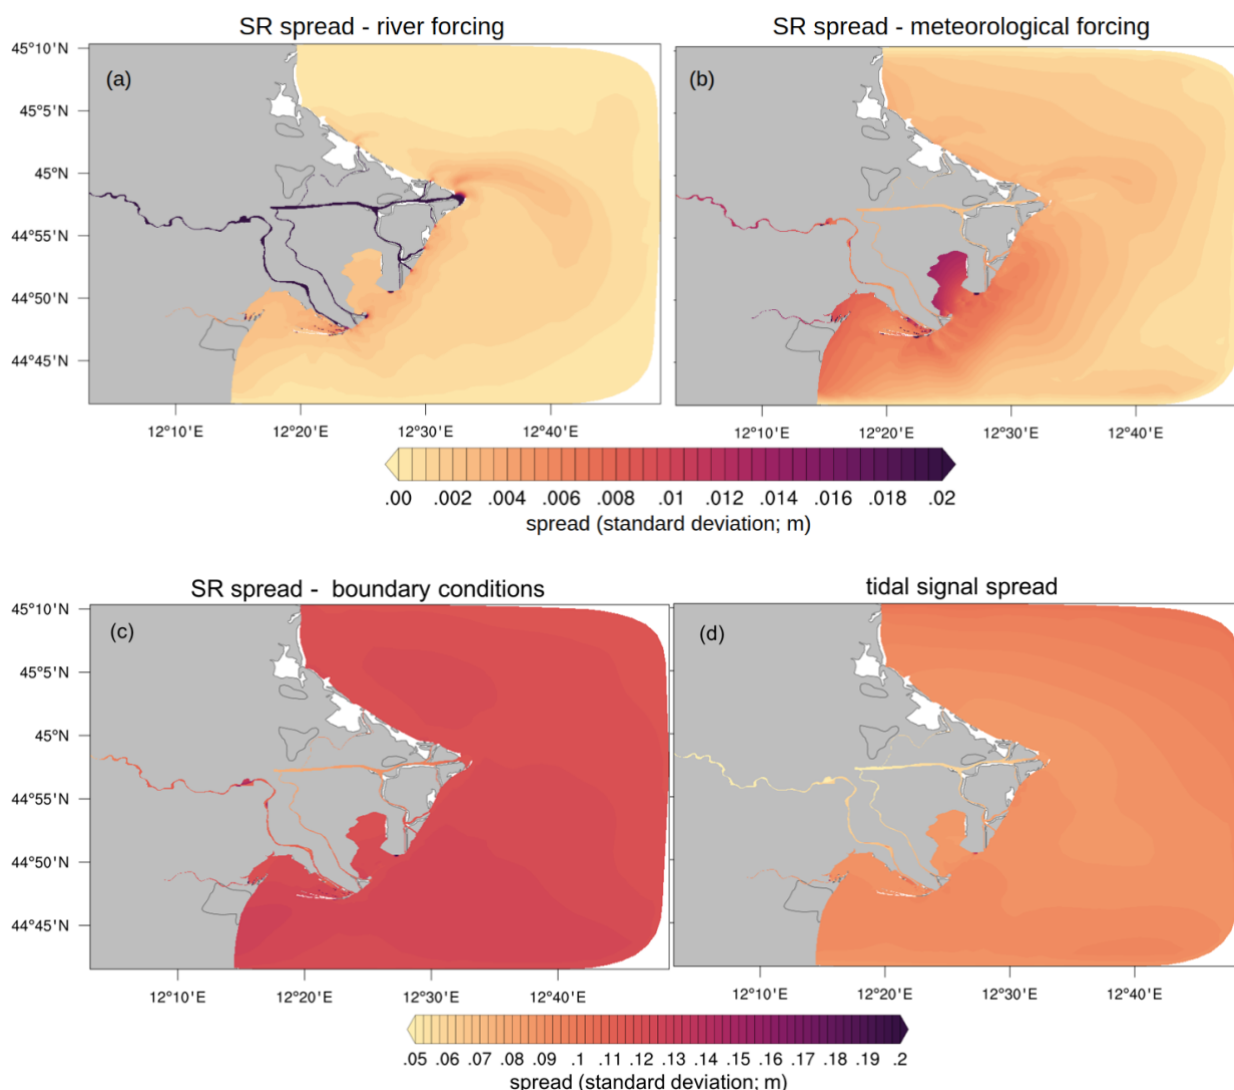 SR spread - river forcing
SR spread - meteorological forcing
(a)
(b)
45°10'N
45°5'N
45°N
44°55'N
44°50'N
44°45'N
12°10'E 12°20'E 12°30'E 12°40'E
12°10'E 12°20'E 12°30'E 12°40'E
.00 .002 .004 .006 .008 .01 .012 .014 .016 .018 .02
spread (standard deviation; m)
SR spread - boundary conditions
tidal signal spread
(c)
(d)
45°10'N
45°5'N
45°N
44°55'N
44°50'N
44°45'N
12°10'E 12°20'E 12°30'E 12°40'E
12°10'E 12°20'E 12°30'E 12°40'E
.05 .06 .07 .08 .09 .1 .11 .12 .13 .14 .15 .16 .17 .18 .19 .2
spread (standard deviation; m)